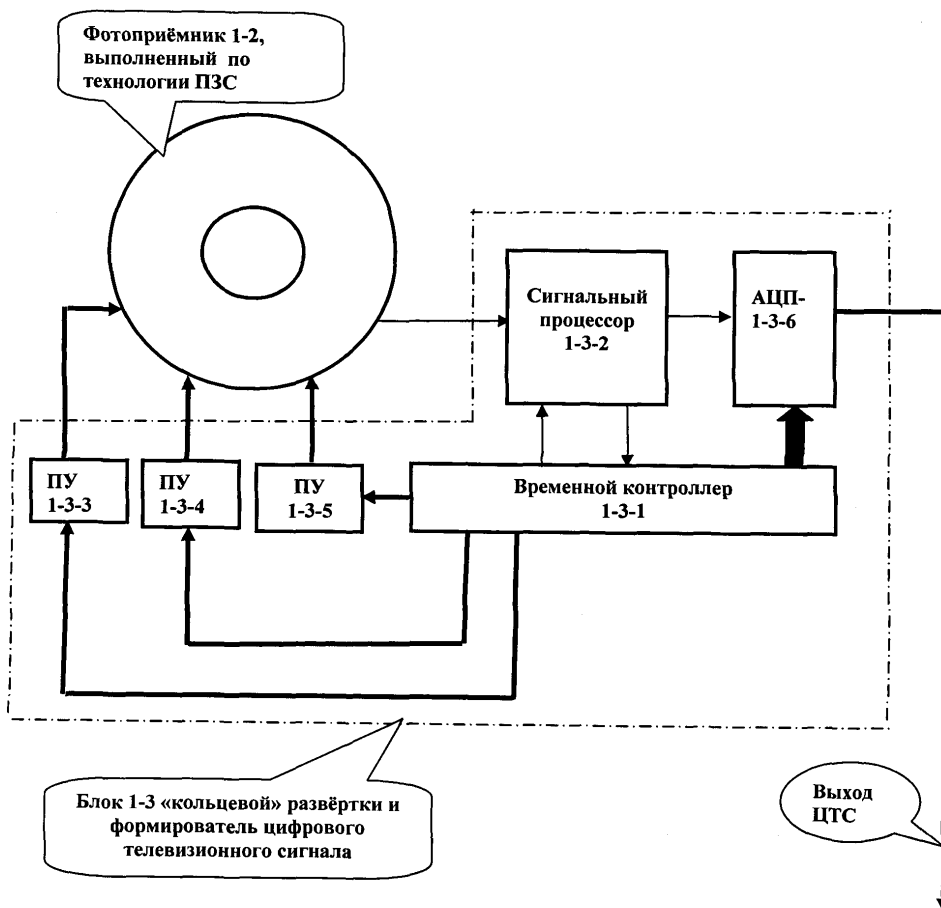 Фотоприёмник 1-2,
выполненный по
технологии ПЗС
Сигнальный
процессор
1-3-2
АЦП-
1-3-6
ПУ
1-3-3
ПУ
1-3-4
ПУ
1-3-5
Временной контроллер
1-3-1
Блок 1-3 «кольцевой» развёртки и
формирователь цифрового
телевизионного сигнала
Выход
ЦТС